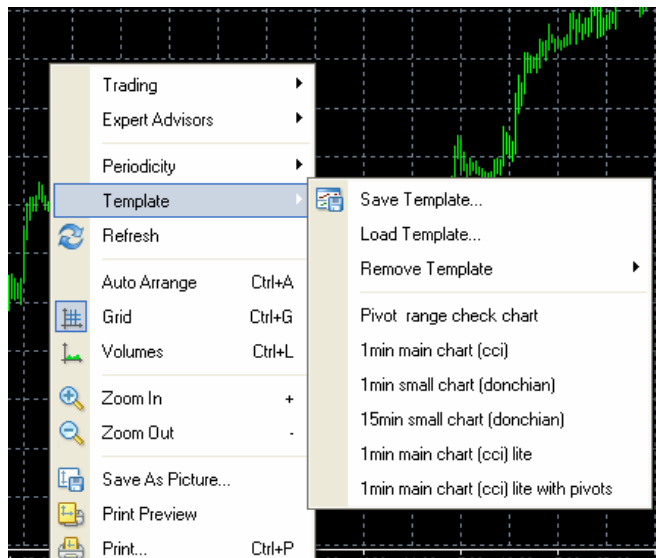 Trading
Expert Advisors
Periodicity
Template
Refresh
Auto Arrange Ctrl+A
Grid Ctrl+G
Volumes Ctrl+L
Zoom In +
Zoom Out -
Save As Picture...
Print Preview
Print... Ctrl+P
Save Template...
Load Template...
Remove Template
Pivot range check chart
1min main chart (cci)
1min small chart (donchian)
15min small chart (donchian)
1min main chart (cci) lite
1min main chart (cci) lite with pivots